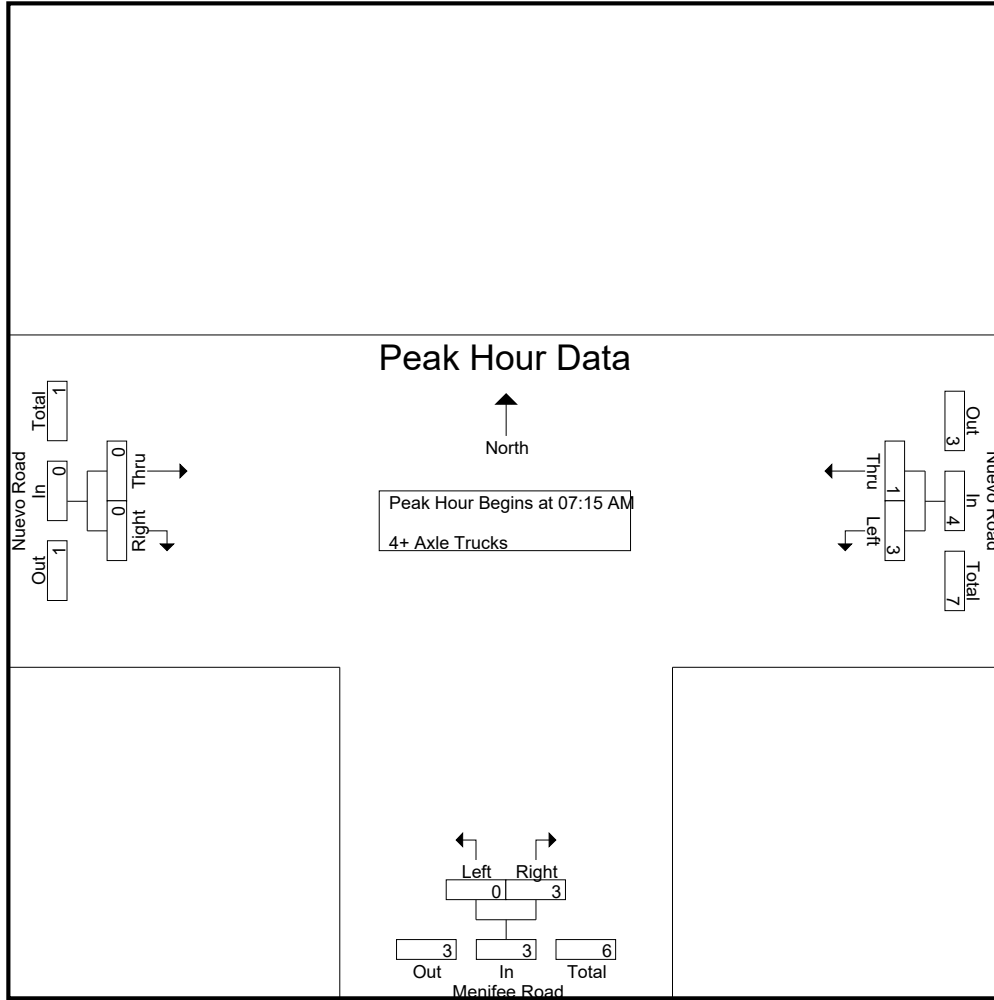 Peak Hour Data
North
Peak Hour Begins at 07:15 AM
4+ Axle Trucks
Nuevo Road
Out
In
Total
1
0
1
Right
Thru
0
0
Nuevo Road
Out
In
Total
3
4
7
Thru
Left
1
3
Left
Right
0
3
3
3
6
Out
In
Total
Menifee Road